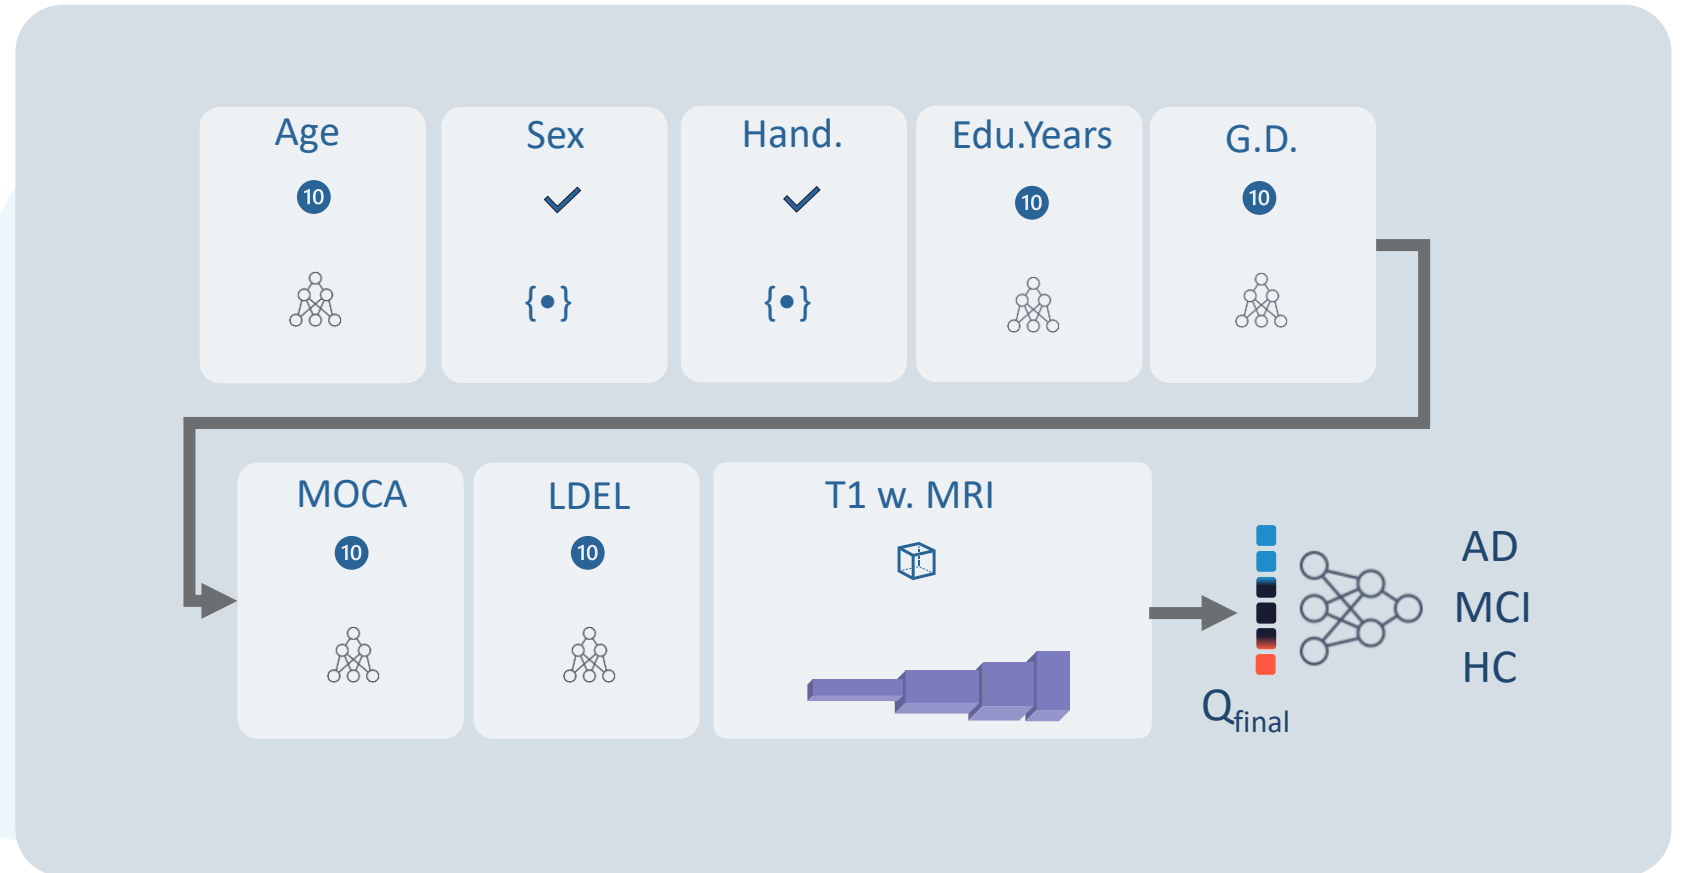 Age
Sex
Hand.
Edu.Years
G.D.
10
10
10
{•}
{•}
MOCA
LDEL
T1 w. MRI
10
10
AD
MCI
HC
Qfinal